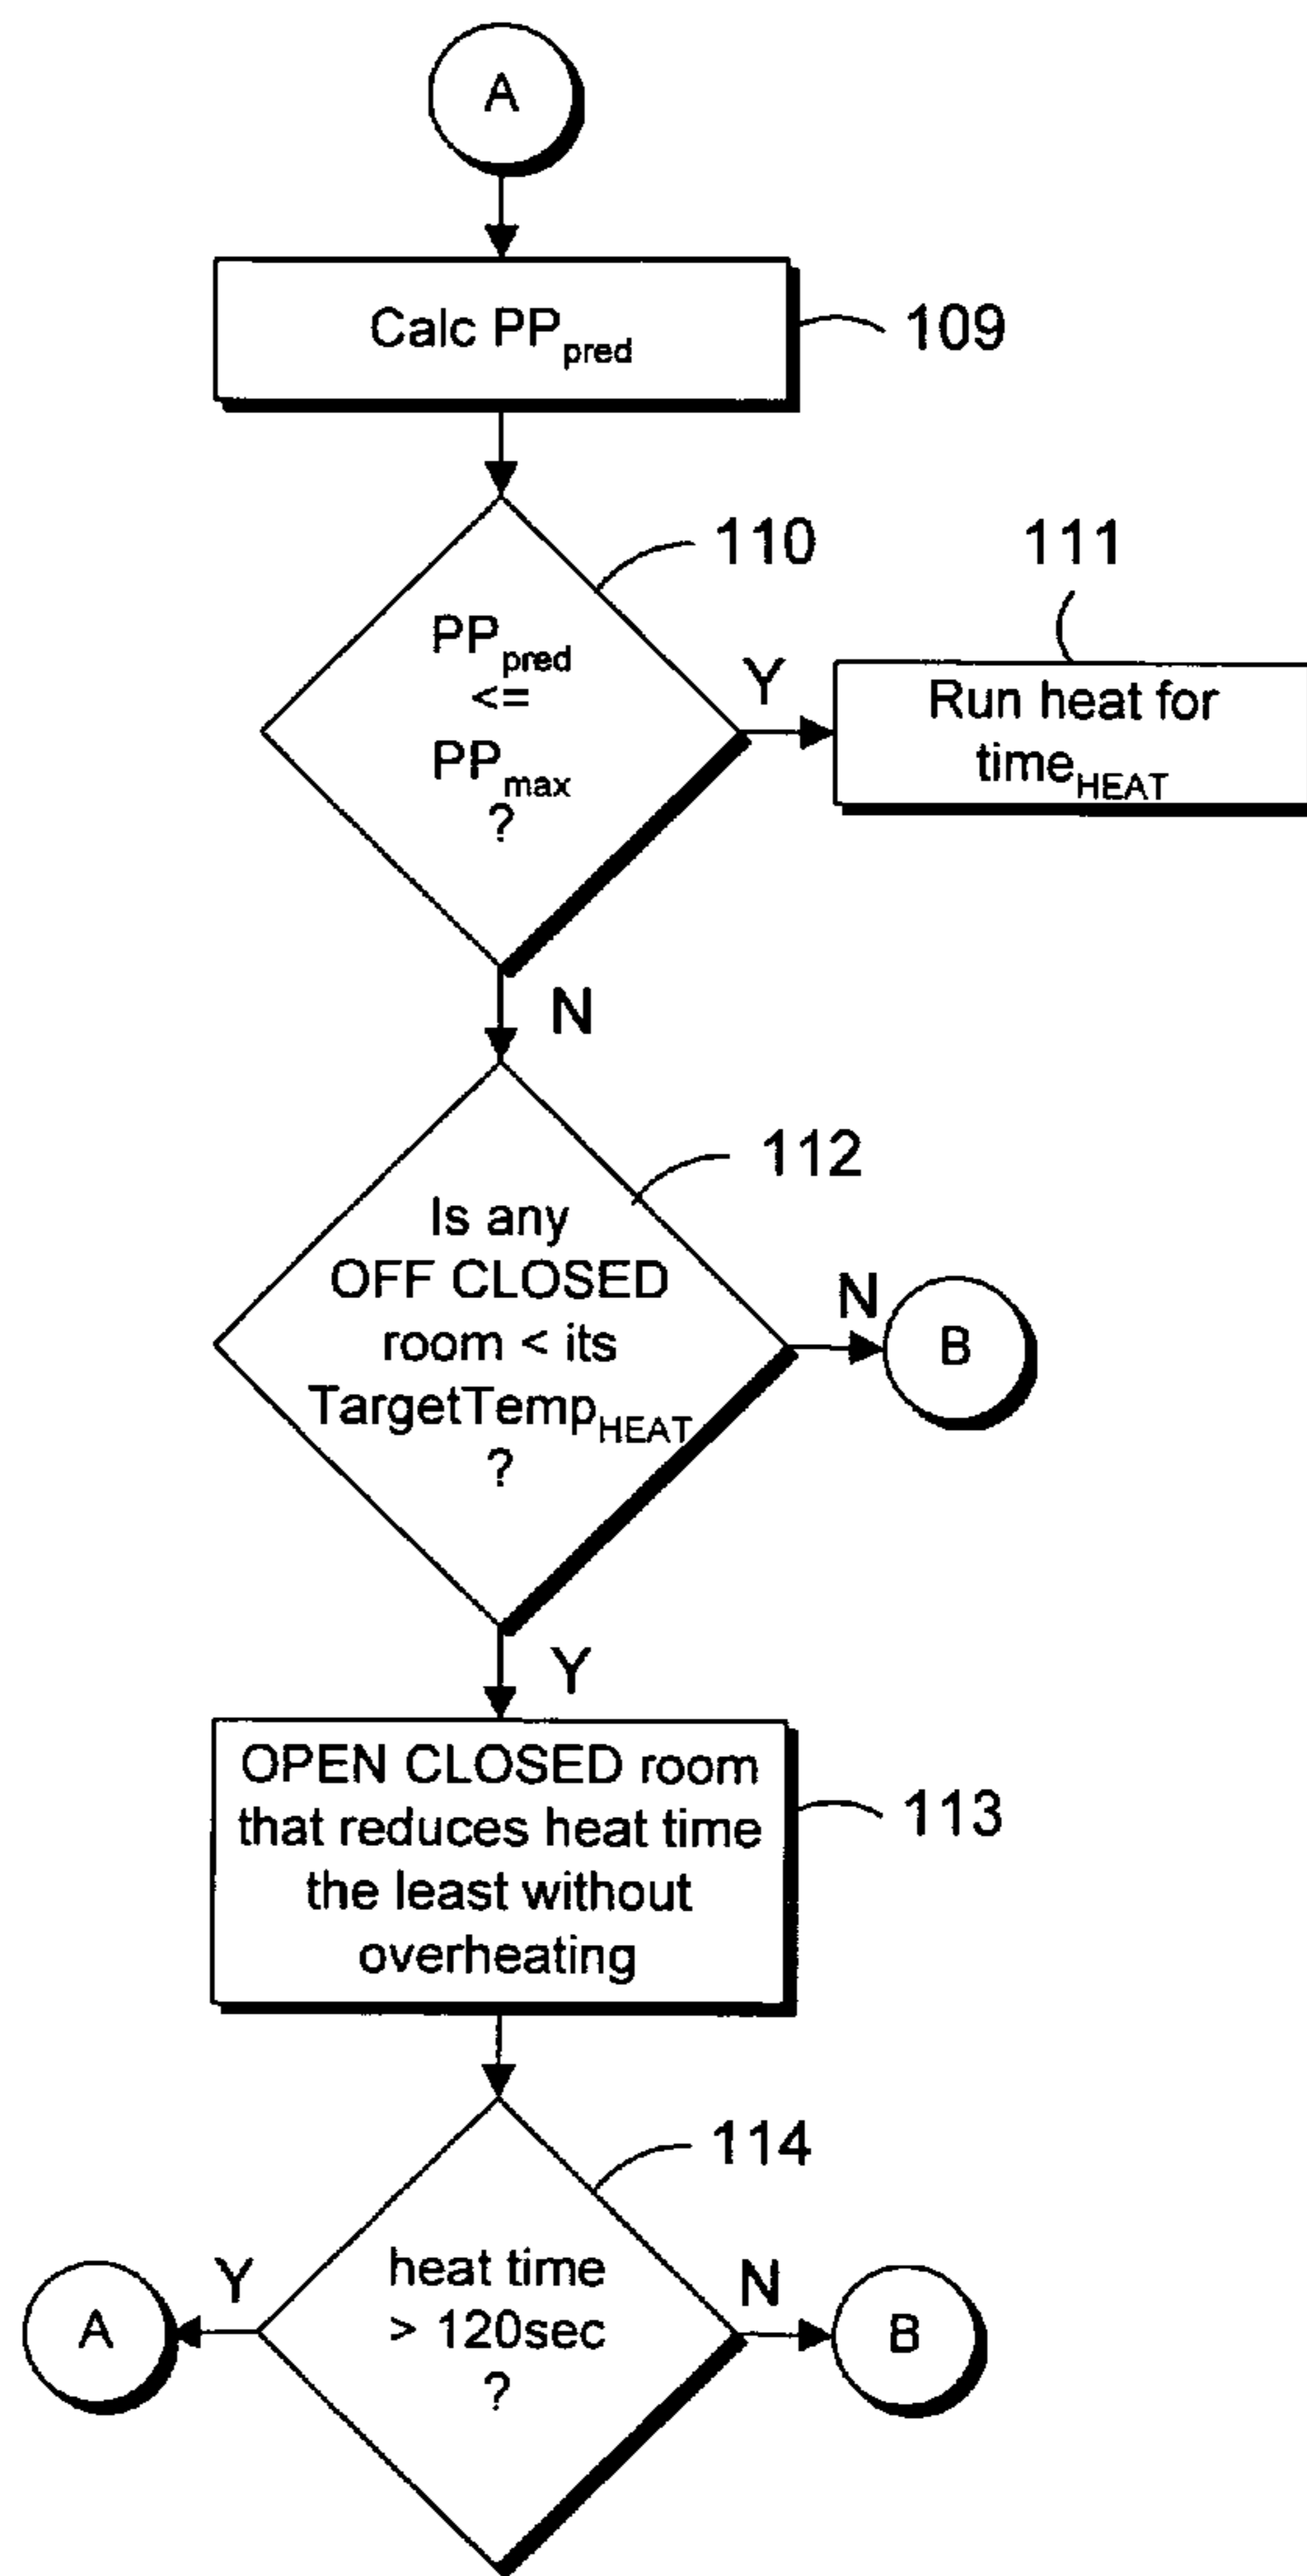 A
Calc PPpred
109
110
PPpred
<=
PPmax
?
Y
111
Run heat for
timeHEAT
N
112
Is any
OFF CLOSED
room < its
TargetTempHEAT
?
N
B
Y
OPEN CLOSED room
that reduces heat time
the least without
overheating
113
114
heat time
> 120sec
?
Y
A
N
B